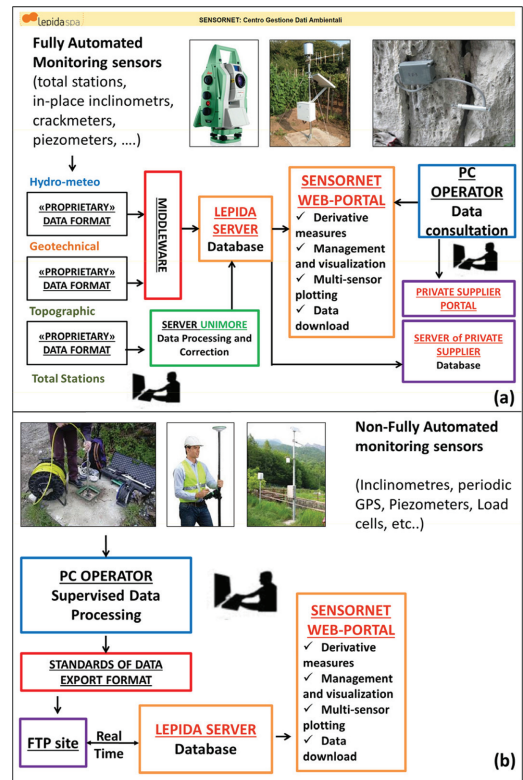 Lepidaspa
SENSORNET: Centro Gestione Dati Ambientali
Fully Automated
Monitoring sensors
(total stations,
in-place inclinometrs,
crackmeters,
piezometers, ....)
Hydro-meteo
«PROPRIETARY»
DATA FORMAT
Geotechnical
«PROPRIETARY»
DATA FORMAT
Topographic
«PROPRIETARY»
DATA FORMAT
Total Stations
MIDDLEWARE
LEPIDA
SERVER
Database
SERVER UNIMORE
Data Processing and
Correction
SENSORNET
WEB-PORTAL
✓ Derivative
measures
✓ Management
and visualization
✓ Multi-sensor
plotting
✓ Data
download
PC
OPERATOR
Data
consultation
PRIVATE SUPPLIER
PORTAL
SERVER of PRIVATE
SUPPLIER
Database
(a)
Non-Fully Automated
monitoring sensors
(Inclinometres, periodic
GPS, Piezometers, Load
cells, etc..)
PC OPERATOR
Supervised Data
Processing
STANDARDS OF DATA
EXPORT FORMAT
FTP site
Real
Time
LEPIDA SERVER
Database
SENSORNET
WEB-PORTAL
✓ Derivative
measures
✓ Management
and visualization
✓ Multi-sensor
plotting
✓ Data
download
(b)